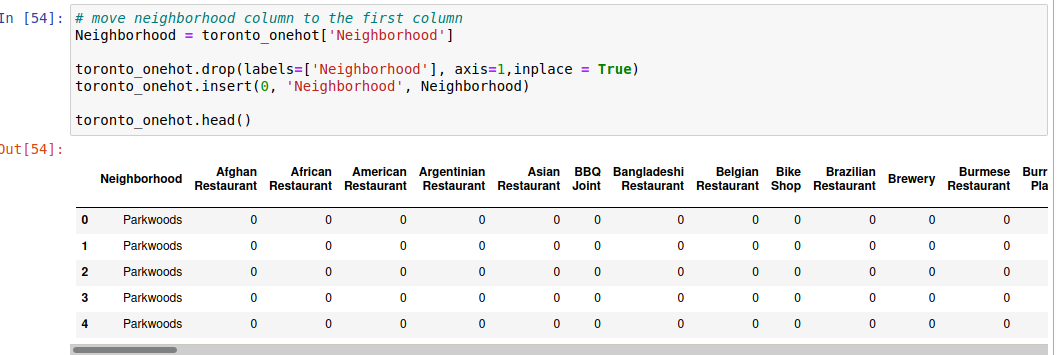 In [54]: # move neighborhood column to the first column
Neighborhood = toronto_onehot['Neighborhood']
toronto_onehot.drop(labels=['Neighborhood'], axis=1,inplace = True)
toronto_onehot.insert(0, 'Neighborhood', Neighborhood)
toronto_onehot.head()
Out[54]:
Neighborhood Afghan Restaurant African Restaurant American Restaurant Argentinian Restaurant Asian Restaurant BBQ Joint Bangladeshi Restaurant Belgian Restaurant Bike Shop Brazilian Restaurant Brewery Burmese Restaurant Burr Pla
0 Parkwoods 0 0 0 0 0 0 0 0 0 0 0 0
1 Parkwoods 0 0 0 0 0 0 0 0 0 0 0 0
2 Parkwoods 0 0 0 0 0 0 0 0 0 0 0 0
3 Parkwoods 0 0 0 0 0 0 0 0 0 0 0 0
4 Parkwoods 0 0 0 0 0 0 0 0 0 0 0 0